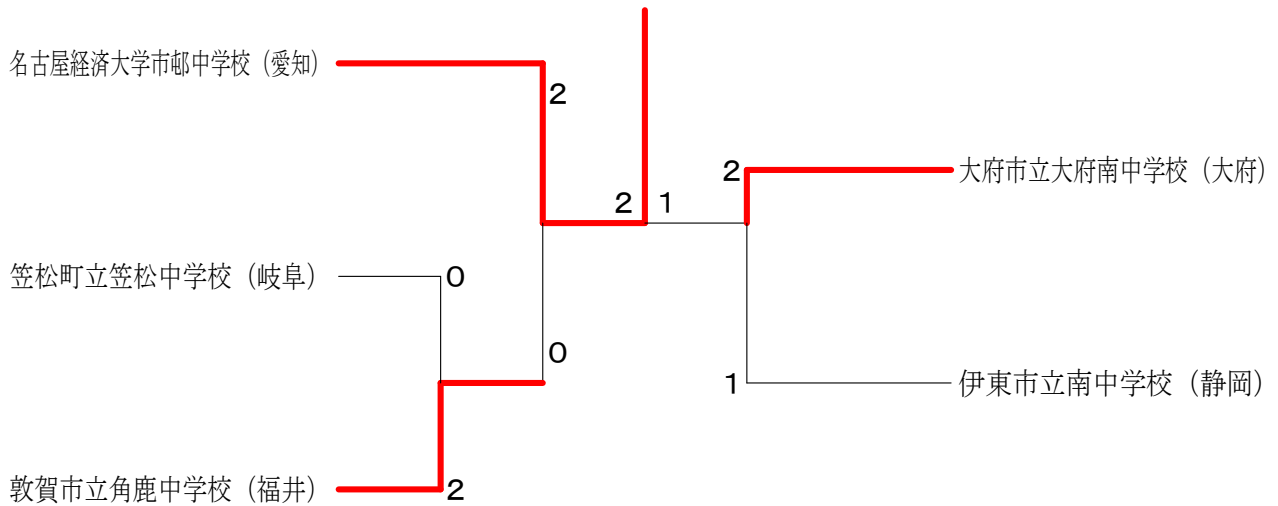 名古屋経済大学市邨中学校（愛知）
2
2
大府市立大府南中学校（大府）
2
1
笠松町立笠松中学校（岐阜）
0
0
1
伊東市立南中学校（静岡）
敦賀市立角鹿中学校（福井）
2